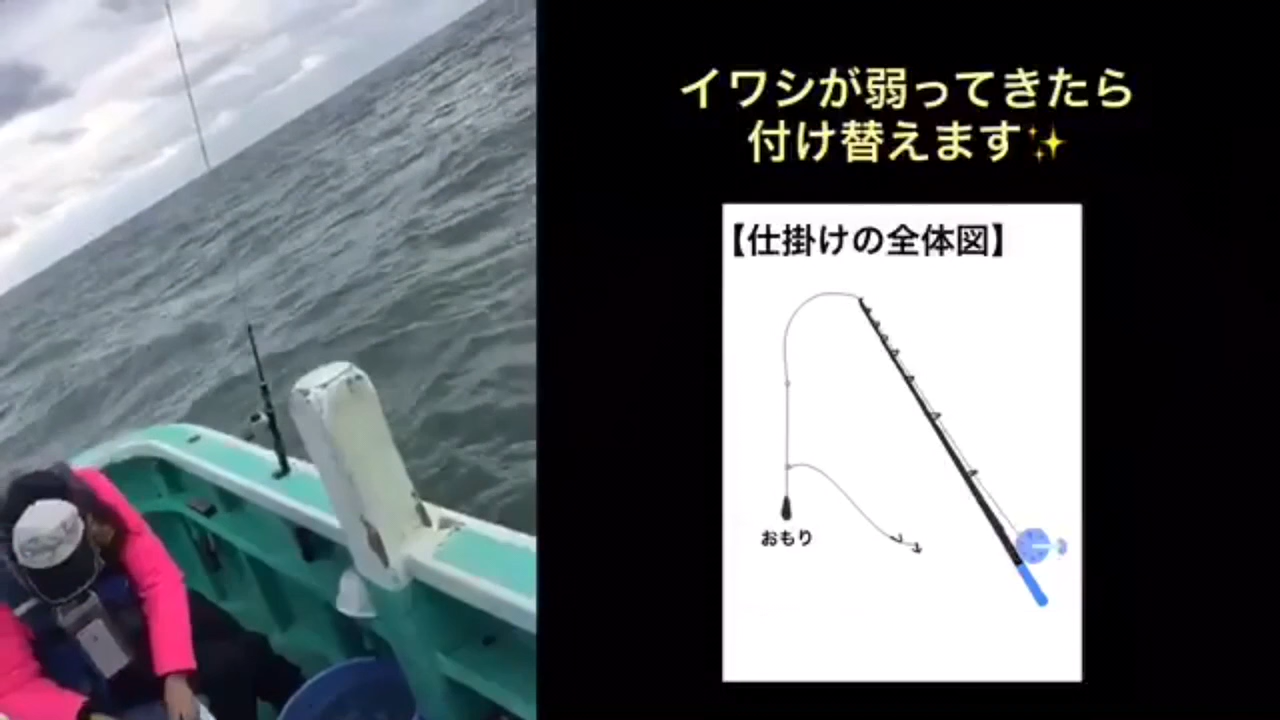 イワシが弱ってきたら
付け替えます✨
【仕掛けの全体図】
おもり